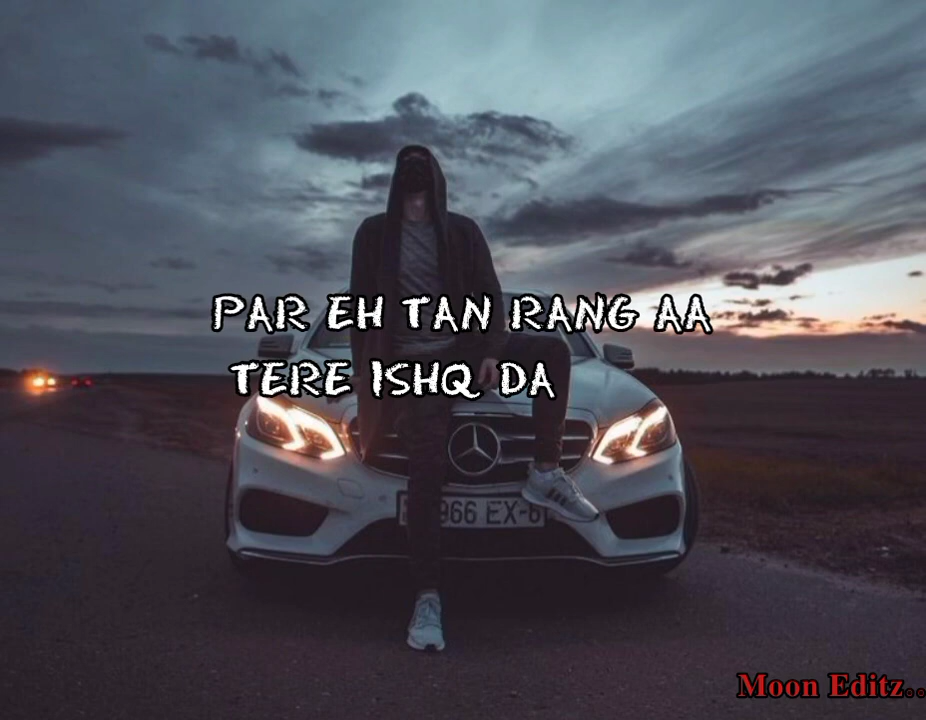 PAR EH TAN RANG AA
TERE ISHQ DA
966 EX-6
Moon Editz..